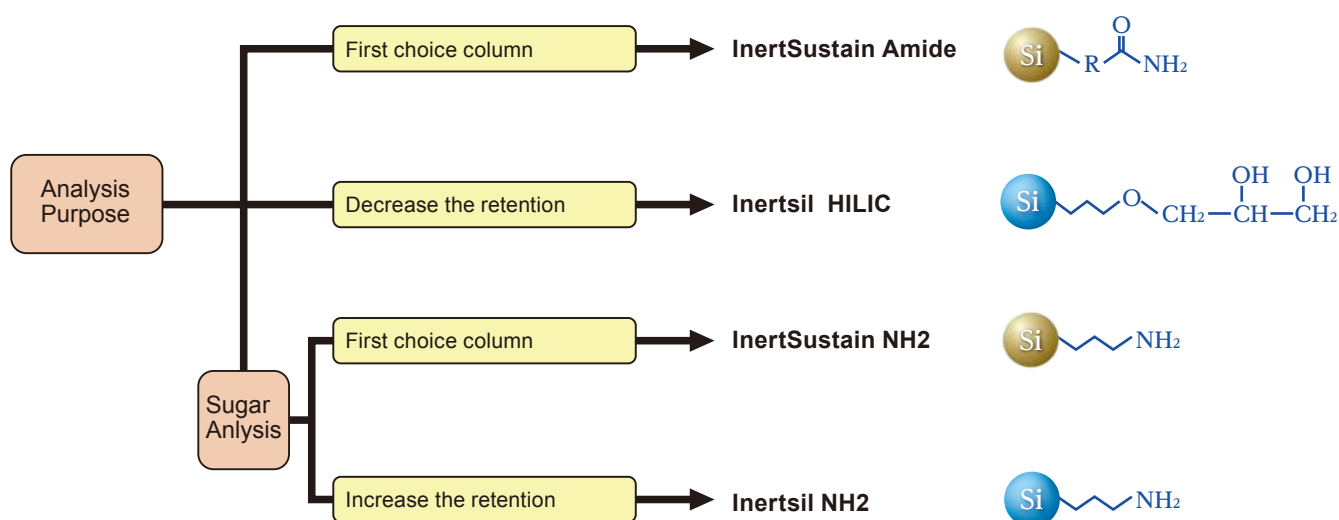 First choice column
InertSustain Amide
Si
R
O
NH2
Analysis
Purpose
Decrease the retention
Inertsil HILIC
Si
O
CH2
OH
CH
OH
CH2
First choice column
InertSustain NH2
Si
NH2
Sugar
Anlysis
Increase the retention
Inertsil NH2
Si
NH2